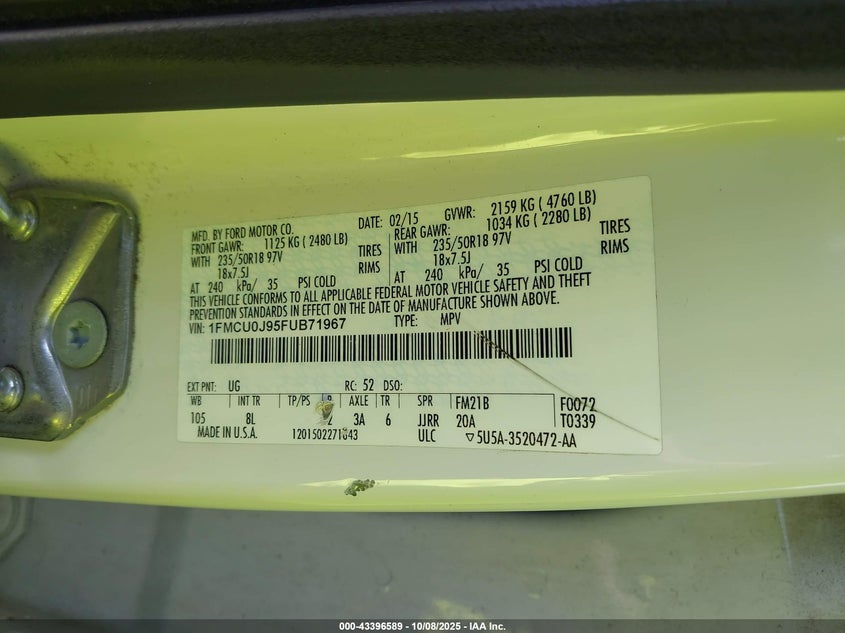 MFD. BY FORD MOTOR CO. DATE: 02/15 GVWR: 2159 KG ( 4760 LB)
FRONT GAWR: 1125 KG ( 2480 LB) REAR GAWR: 1034 KG ( 2280 LB)
WITH 235/50R18 97V TIRES WITH 235/50R18 97V TIRES
18x7.5J RIMS 18x7.5J RIMS
AT 240 kPa/ 35 PSI COLD AT 240 kPa/ 35 PSI COLD
THIS VEHICLE CONFORMS TO ALL APPLICABLE FEDERAL MOTOR VEHICLE SAFETY AND THEFT
PREVENTION STANDARDS IN EFFECT ON THE DATE OF MANUFACTURE SHOWN ABOVE.
VIN: 1FMCU0J95FUB71967 TYPE: MPV
EXT PNT: UG RC: 52 DSO:
WB INT TR TP/PS R AXLE TR SPR FM21B F0072
105 8L 2 3A 6 JJRR 20A T0339
MADE IN U.S.A. 1201502271043 ULC ▽5U5A-3520472-AA
000-43396589 - 10/08/2025 - IAA Inc.